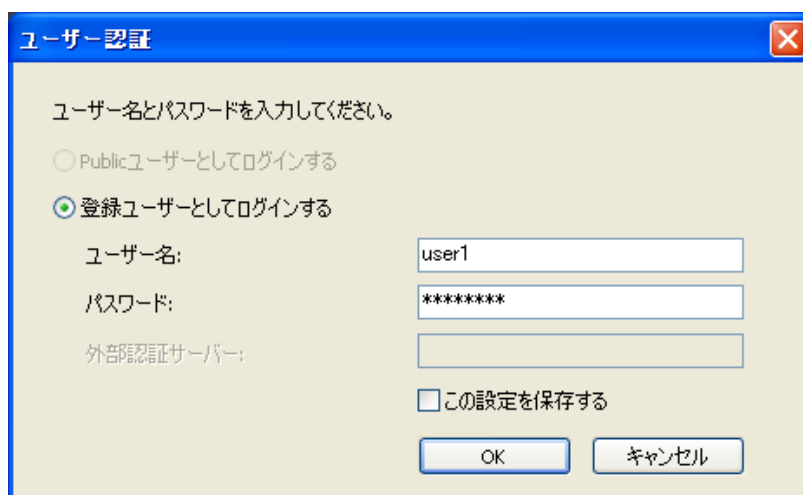 ユーザー認証
ユーザー名とパスワードを入力してください。
Publicユーザーとしてログインする
登録ユーザーとしてログインする
ユーザー名: user1
パスワード: ********
外部認証サーバー:
この設定を保存する
OK キャンセル